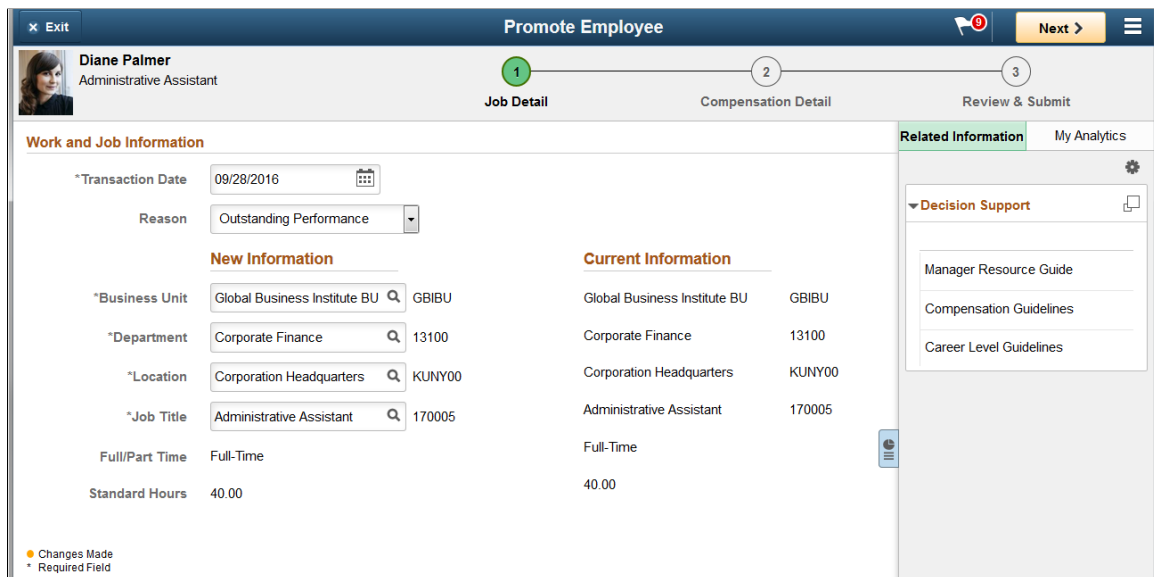 × Exit
Promote Employee
9
Next >
Diane Palmer
Administrative Assistant
1
2
3
Job Detail
Compensation Detail
Review & Submit
Work and Job Information
Related Information
My Analytics
*Transaction Date 09/28/2016
Reason Outstanding Performance
Decision Support
New Information
Current Information
Manager Resource Guide
Compensation Guidelines
Career Level Guidelines
*Business Unit Global Business Institute BU GBIBU Global Business Institute BU GBIBU
*Department Corporate Finance 13100 Corporate Finance 13100
*Location Corporation Headquarters KUNY00 Corporation Headquarters KUNY00
*Job Title Administrative Assistant 170005 Administrative Assistant 170005
Full/Part Time Full-Time Full-Time
Standard Hours 40.00 40.00
Changes Made
* Required Field